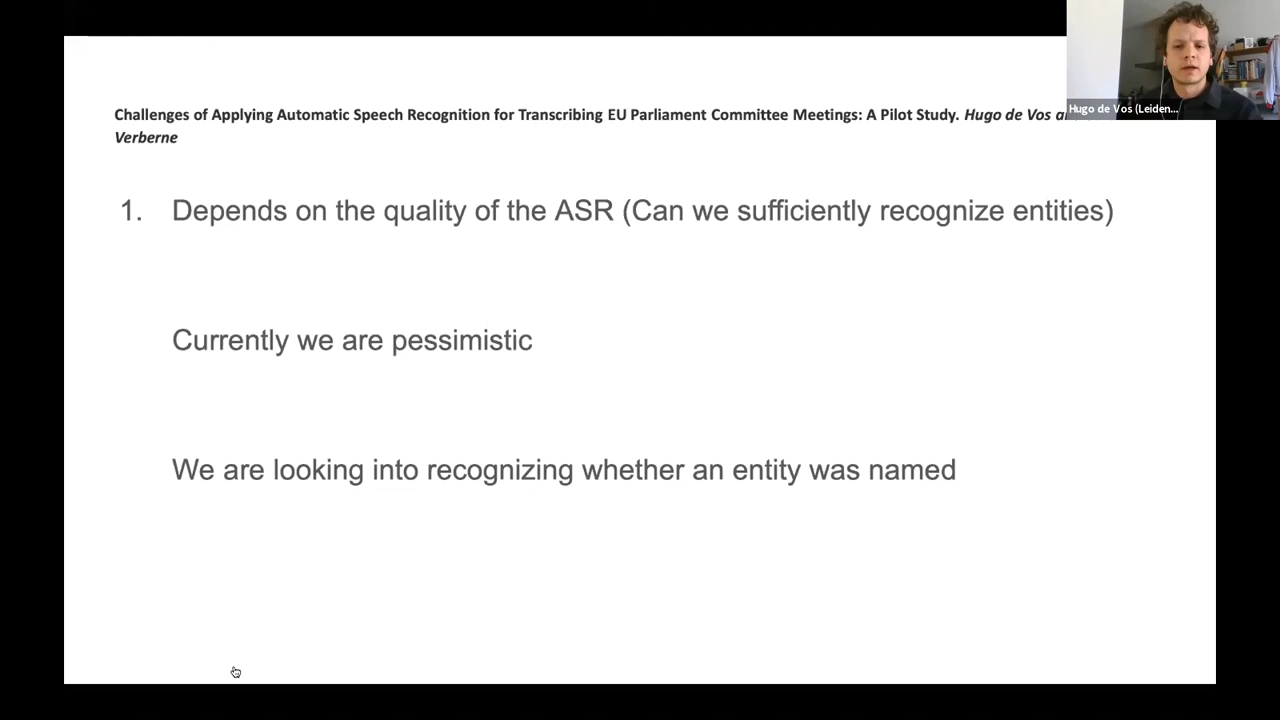 Challenges of Applying Automatic Speech Recognition for Transcribing EU Parliament Committee Meetings: A Pilot Study. Hugo de Vos
Verberne
Hugo de Vos (Leiden...
1. Depends on the quality of the ASR (Can we sufficiently recognize entities)
Currently we are pessimistic
We are looking into recognizing whether an entity was named